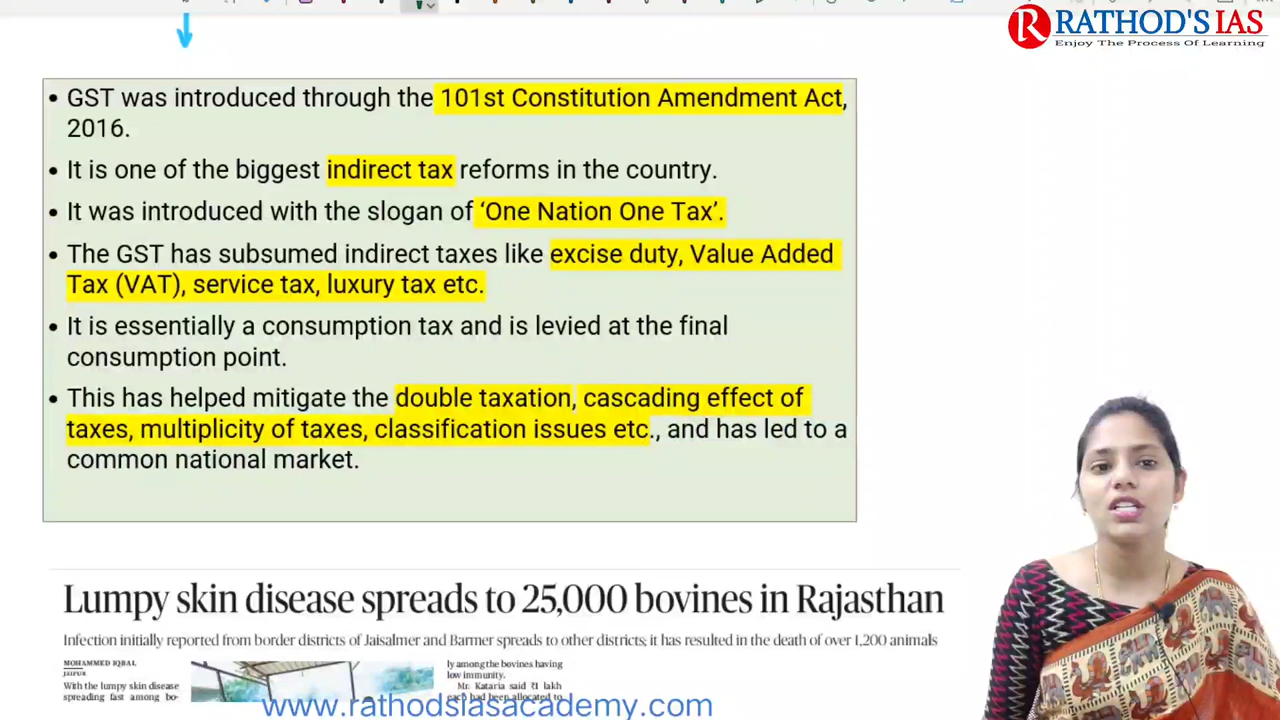 RATHOD'S IAS
Enjoy The Process Of Learning
• GST was introduced through the 101st Constitution Amendment Act,
2016.
• It is one of the biggest indirect tax reforms in the country.
• It was introduced with the slogan of ‘One Nation One Tax’.
• The GST has subsumed indirect taxes like excise duty, Value Added
Tax (VAT), service tax, luxury tax etc.
• It is essentially a consumption tax and is levied at the final
consumption point.
• This has helped mitigate the double taxation, cascading effect of
taxes, multiplicity of taxes, classification issues etc., and has led to a
common national market.
Lumpy skin disease spreads to 25,000 bovines in Rajasthan
Infection initially reported from border districts of Jaisalmer and Barmer spreads to other districts; it has resulted in the death of over 1,200 animals
MOHAMMED IQBAL
JAIPUR
With the lumpy skin disease
spreading fast among bo-
ly among the bovines having
low immunity.
Mr. Kataria said ₹1 lakh
each had been allocated to
www.rathodsiasacademy.com